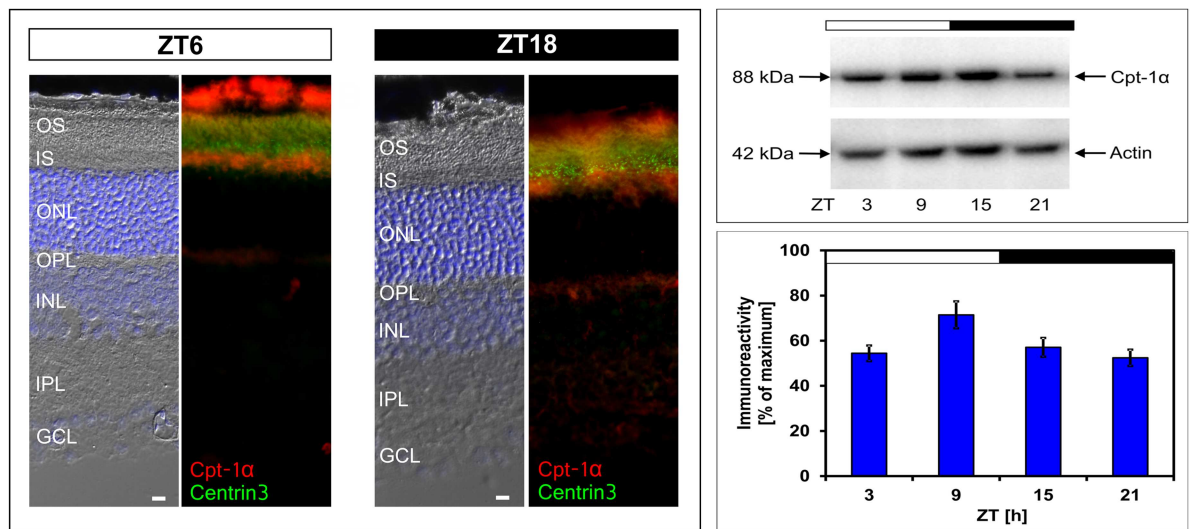 ZT6
OS
IS
ONL
OPL
INL
IPL
GCL
Cpt-1α
Centrin3
ZT18
OS
IS
ONL
OPL
INL
IPL
GCL
Cpt-1α
Centrin3
88 kDa
Cpt-1α
42 kDa
Actin
ZT 3 9 15 21
Immunoreactivity
[% of maximum]
100
80
60
40
20
0
3 9 15 21
ZT [h]